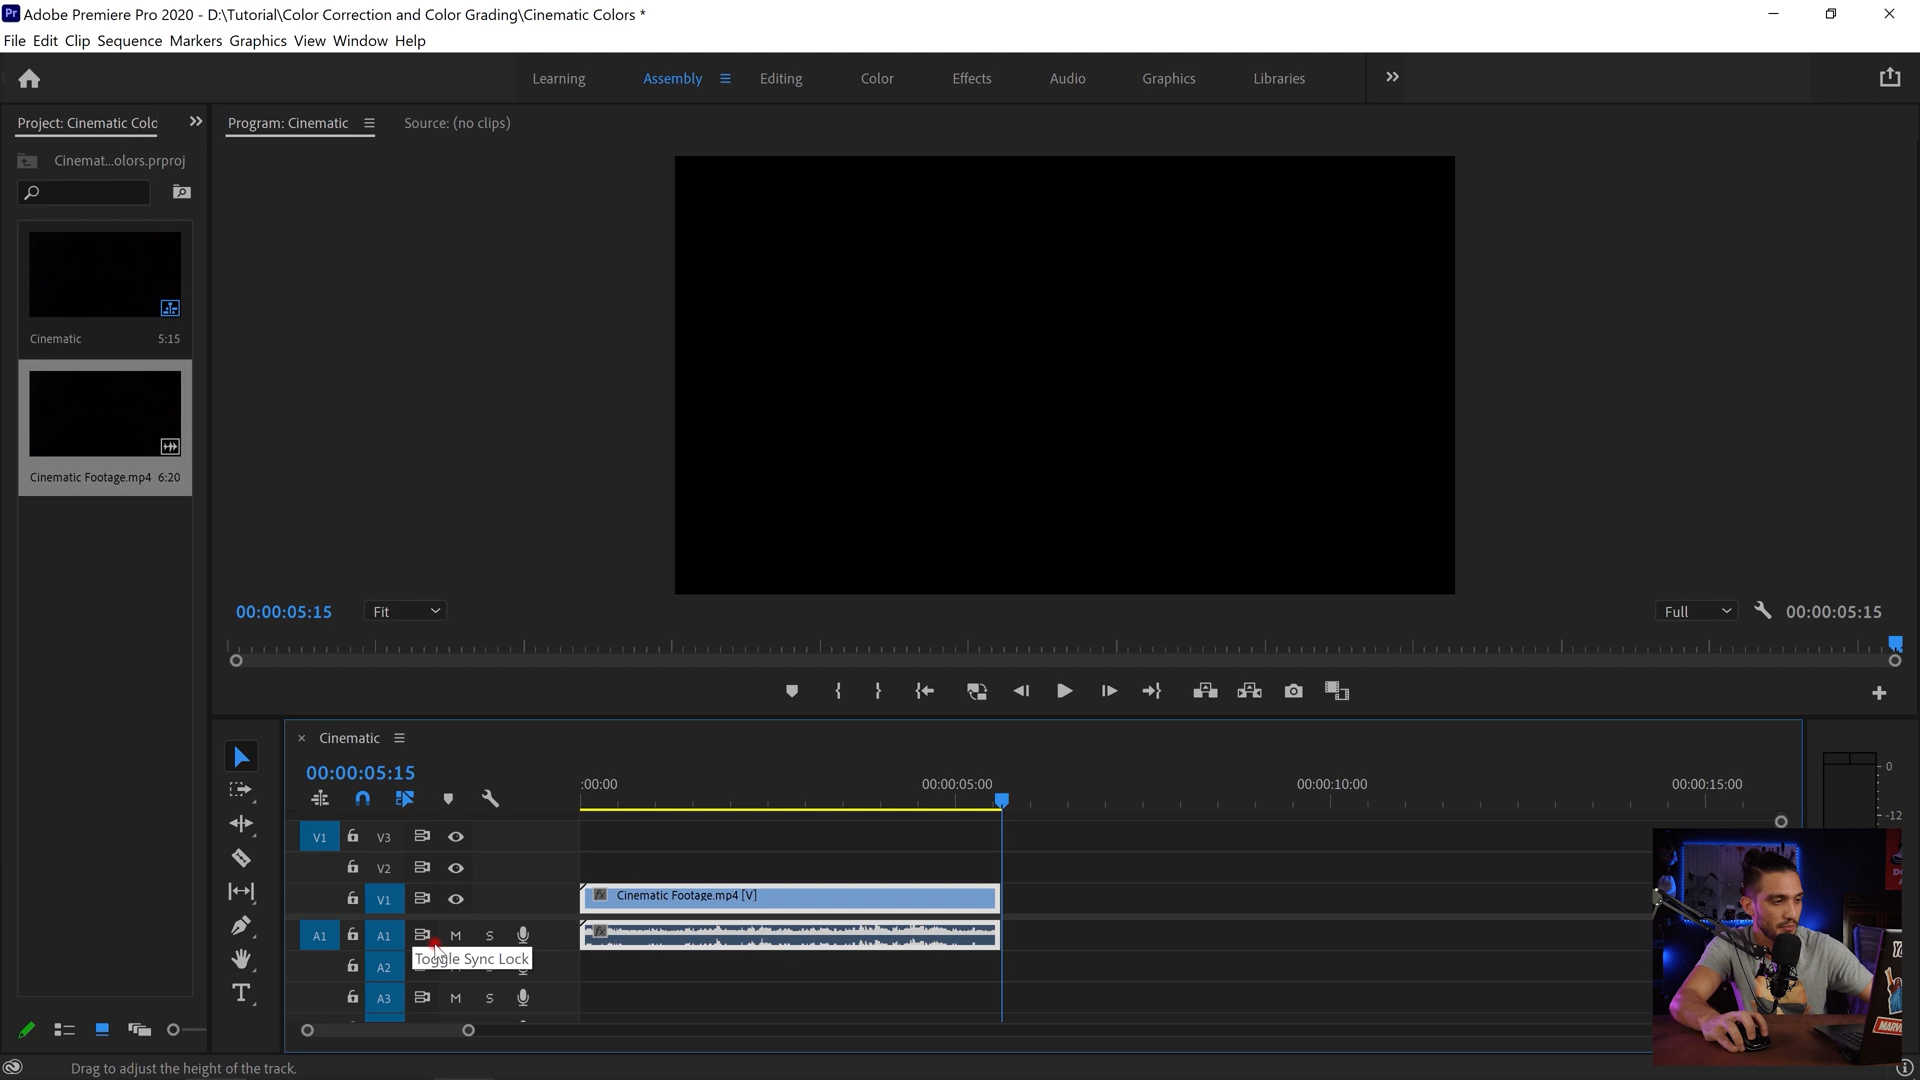 Pr Adobe Premiere Pro 2020 - D:\Tutorial\Color Correction and Color Grading\Cinematic Colors *
File Edit Clip Sequence Markers Graphics View Window Help
Learning Assembly Editing Color Effects Audio Graphics Libraries
Project: Cinematic Colo
Program: Cinematic
Source: (no clips)
Cinemat...olors.prproj
Cinematic 5:15
Cinematic Footage.mp4 6:20
00:00:05:15
Fit
Full
00:00:05:15
Cinematic
00:00:05:15
:00:00
00:00:05:00
00:00:10:00
00:00:15:00
0
-12
V1 V3
V2
V1
fx Cinematic Footage.mp4 [V]
A1 A1 M S
fx
Toggle Sync Lock
A2
A3 M S
T
MARVEL
Drag to adjust the height of the track.